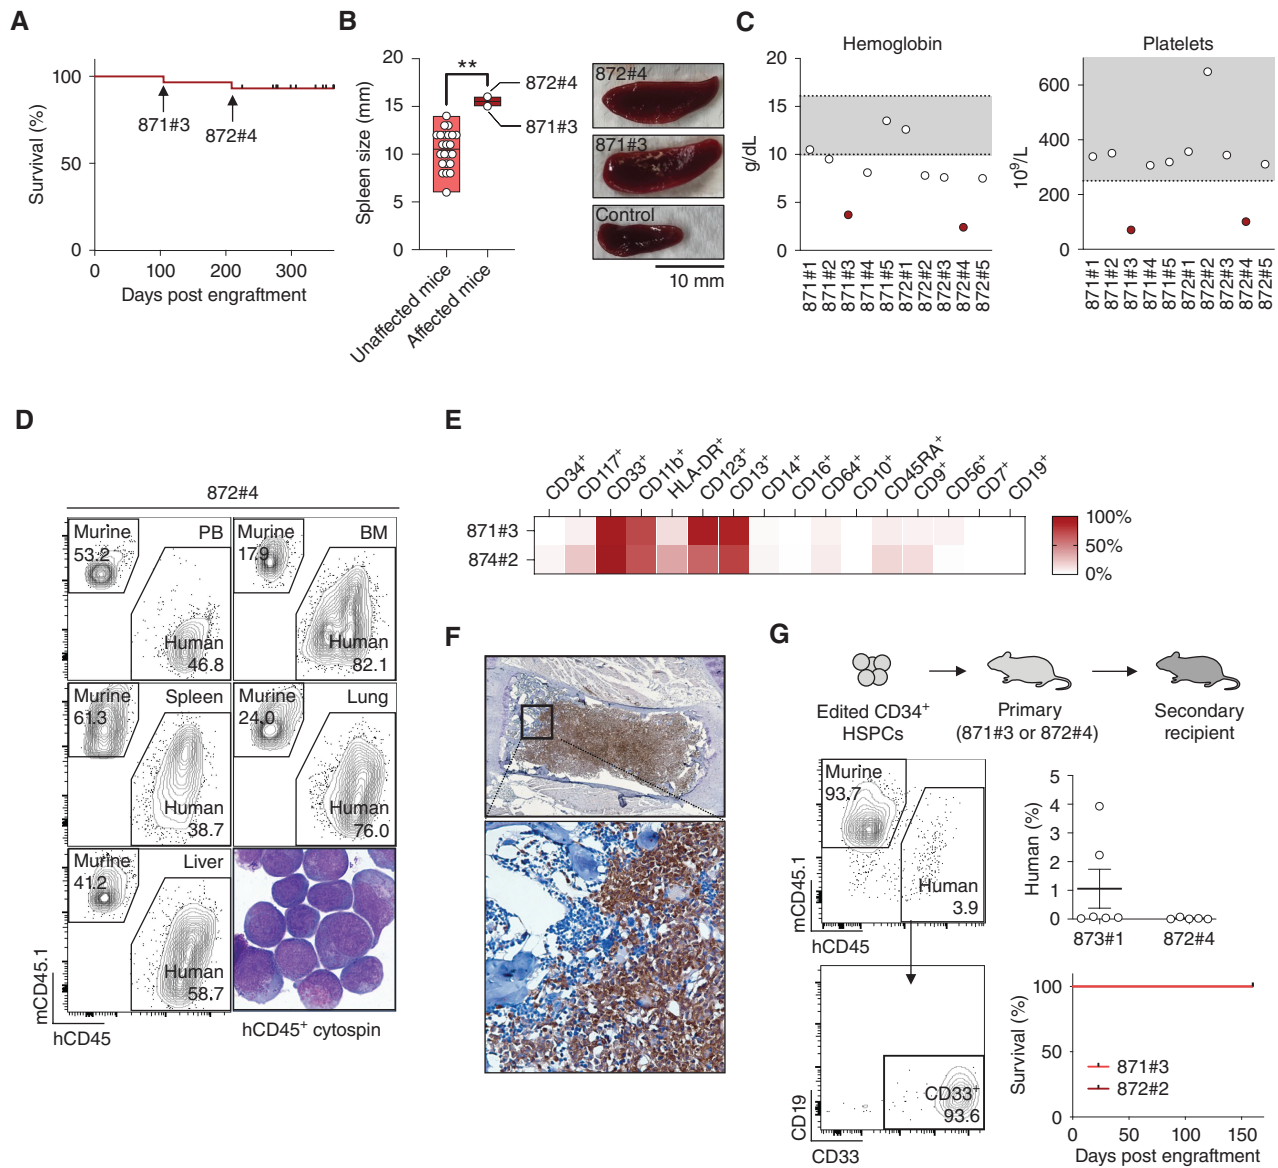 A
100
50
0
Survival (%)
871#3
872#4
0 100 200 300
Days post engraftment
B
20
15
10
5
0
Spleen size (mm)
**
872#4
871#3
Unaffected mice
Affected mice
872#4
871#3
Control
10 mm
C
Hemoglobin
20
15
10
5
0
g/dL
871#1 871#2 871#3 871#4 871#5 872#1 872#2 872#3 872#4 872#5
Platelets
600
400
200
0
10⁹/L
871#1 871#2 871#3 871#4 871#5 872#1 872#2 872#3 872#4 872#5
D
872#4
Murine
53.2
PB
Human
46.8
Murine
17.9
BM
Human
82.1
Murine
61.3
Spleen
Human
38.7
Murine
24.0
Lung
Human
76.0
Murine
41.2
Liver
Human
58.7
mCD45.1
hCD45
hCD45⁺ cytospin
E
CD34⁺ CD117⁺ CD33⁺ CD11b⁺ HLA-DR⁺ CD123⁺ CD13⁺ CD14⁺ CD16⁺ CD64⁺ CD10⁺ CD45RA⁺ CD9⁺ CD56⁺ CD7⁺ CD19⁺
871#3
874#2
100%
50%
0%
F
G
Edited CD34⁺
HSPCs
Primary
(871#3 or 872#4)
Secondary
recipient
Murine
93.7
Human
3.9
mCD45.1
hCD45
CD33⁺
93.6
CD19
CD33
5
4
3
2
1
0
Human (%)
873#1 872#4
100
50
0
Survival (%)
871#3
872#2
0 50 100 150
Days post engraftment